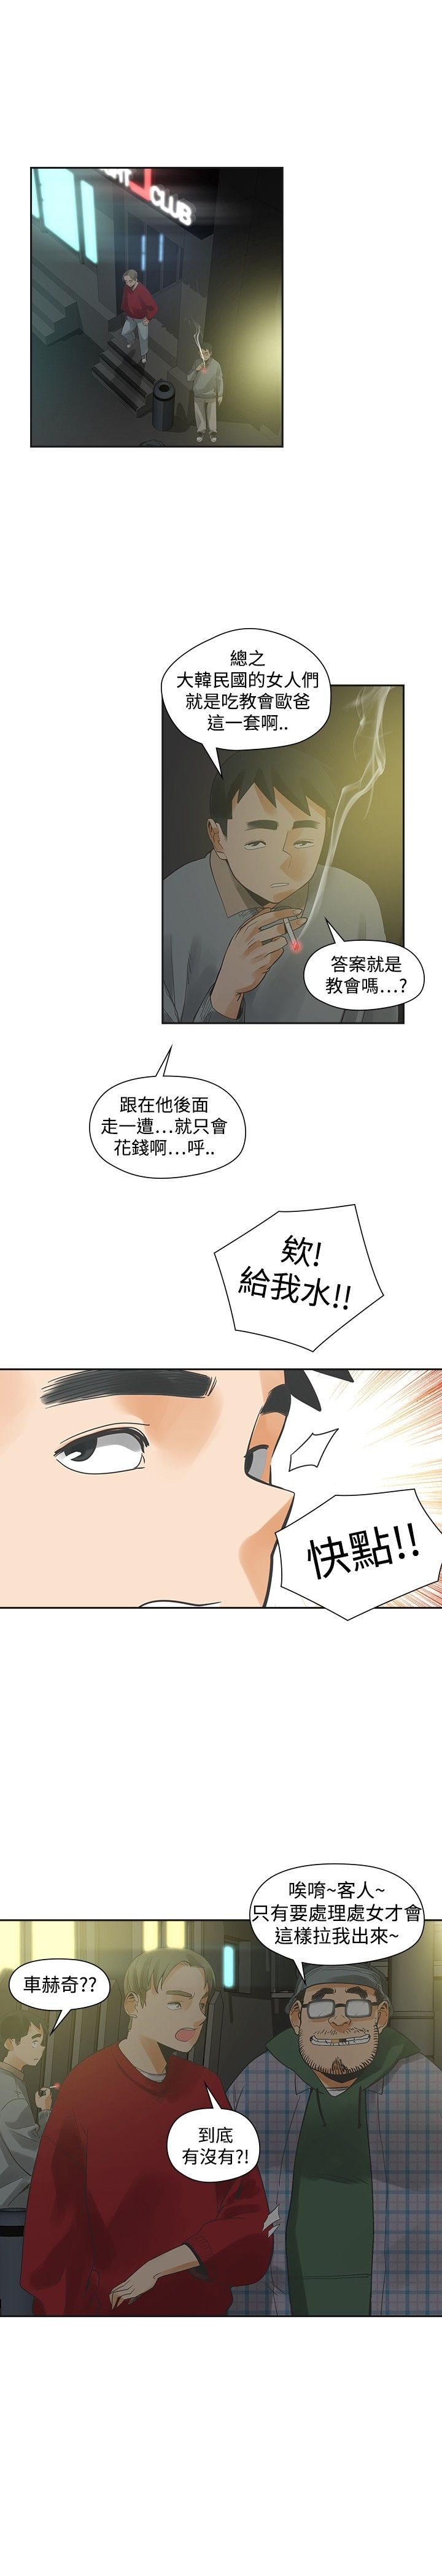 CLUB
總之
大韓民國的女人們
就是吃教會歐爸
這一套啊..
答案就是
教會嗎...?
跟在他後面
走一遭...就只會
花錢啊...呼..
欸!
給我水!!
快點!!
唉唷~客人~
只有要處理處女才會
這樣拉我出來~
車赫奇??
到底
有沒有?!